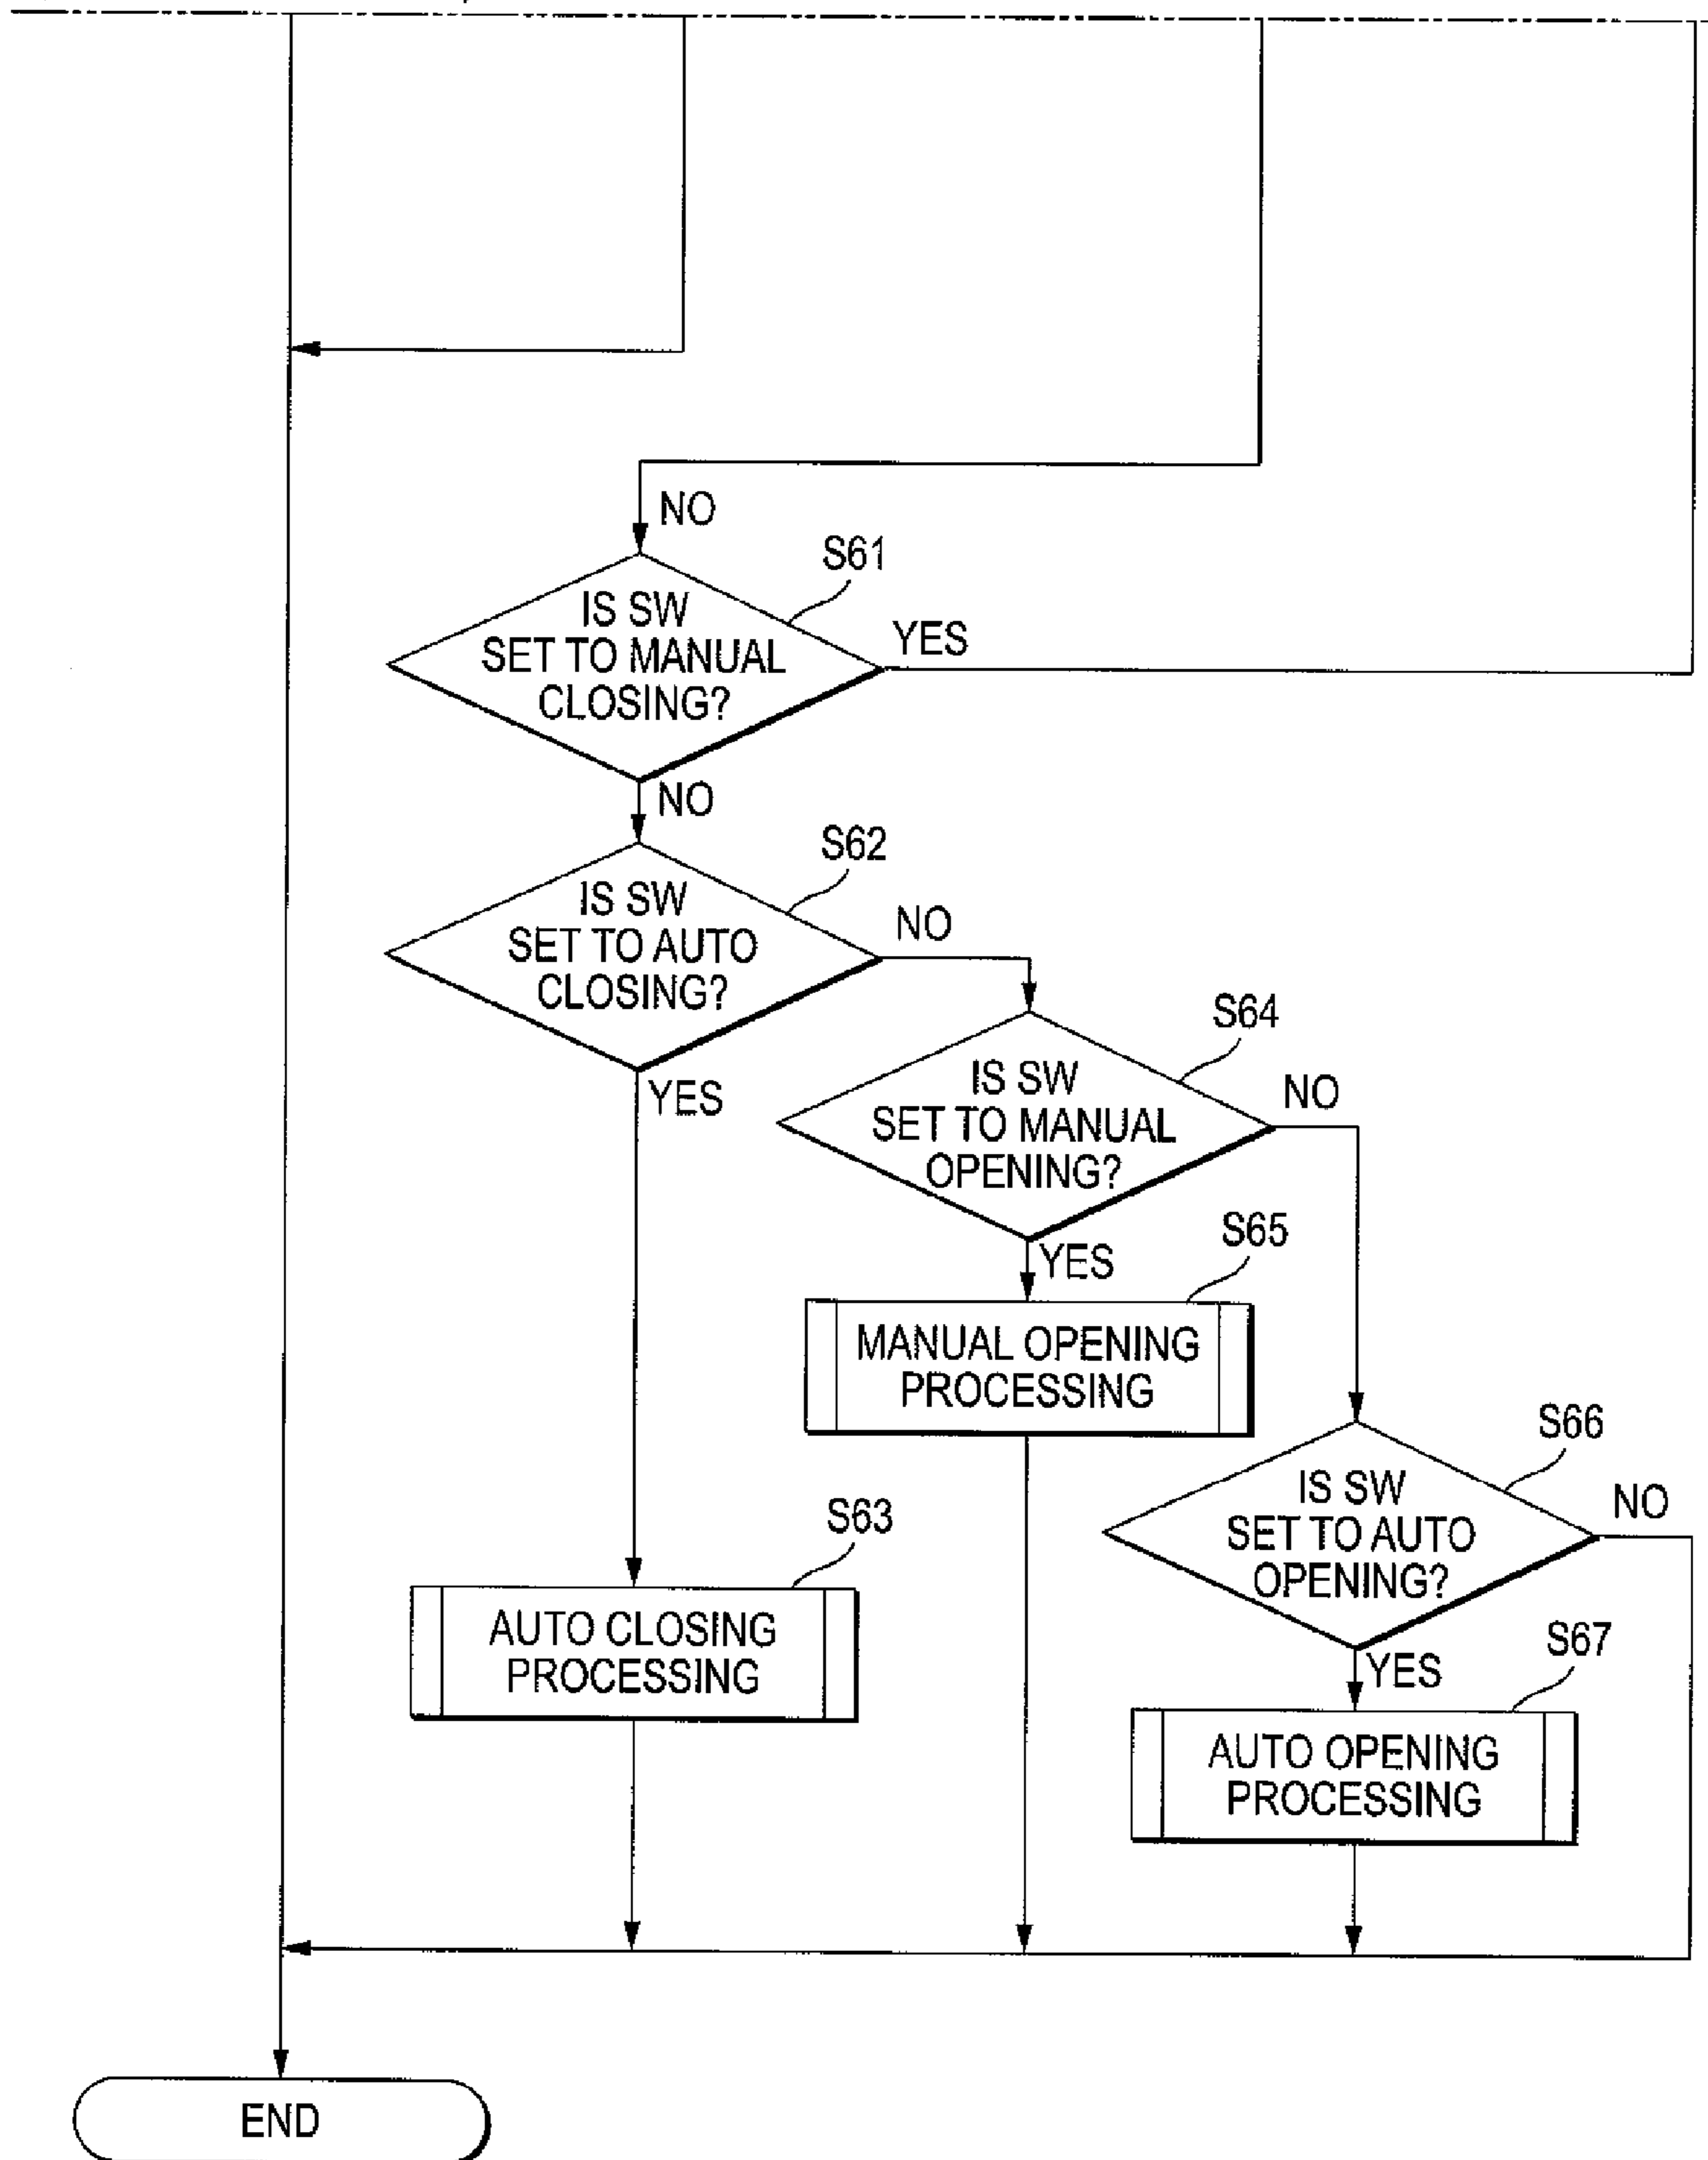 NO
S61
IS SW
SET TO MANUAL
CLOSING?
YES
NO
S62
IS SW
SET TO AUTO
CLOSING?
NO
YES
S64
IS SW
SET TO MANUAL
OPENING?
NO
YES
S65
MANUAL OPENING
PROCESSING
S66
IS SW
SET TO AUTO
OPENING?
NO
YES
S63
AUTO CLOSING
PROCESSING
S67
AUTO OPENING
PROCESSING
END